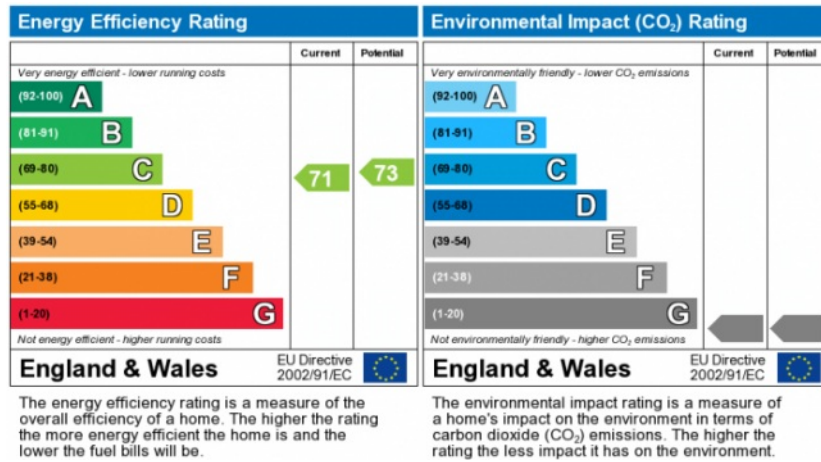 Energy Efficiency Rating
Current Potential
Very energy efficient - lower running costs
(92-100) A
(81-91) B
(69-80) C
71 73
(55-68) D
(39-54) E
(21-38) F
(1-20) G
Not energy efficient - higher running costs
England & Wales
EU Directive
2002/91/EC
The energy efficiency rating is a measure of the
overall efficiency of a home. The higher the rating
the more energy efficient the home is and the
lower the fuel bills will be.
Environmental Impact (CO₂) Rating
Current Potential
Very environmentally friendly - lower CO₂ emissions
(92-100) A
(81-91) B
(69-80) C
(55-68) D
(39-54) E
(21-38) F
(1-20) G
Not environmentally friendly - higher CO₂ emissions
England & Wales
EU Directive
2002/91/EC
The environmental impact rating is a measure of
a home's impact on the environment in terms of
carbon dioxide (CO₂) emissions. The higher the
rating the less impact it has on the environment.